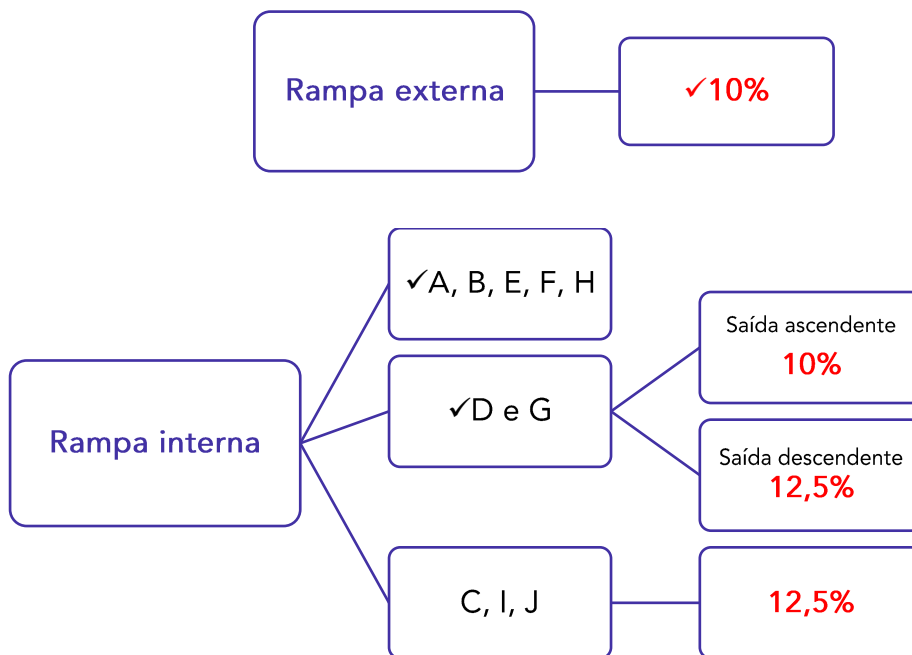 Rampa externa
✓10%
Rampa interna
✓A, B, E, F, H
✓D e G
Saída ascendente
10%
Saída descendente
12,5%
C, I, J
12,5%